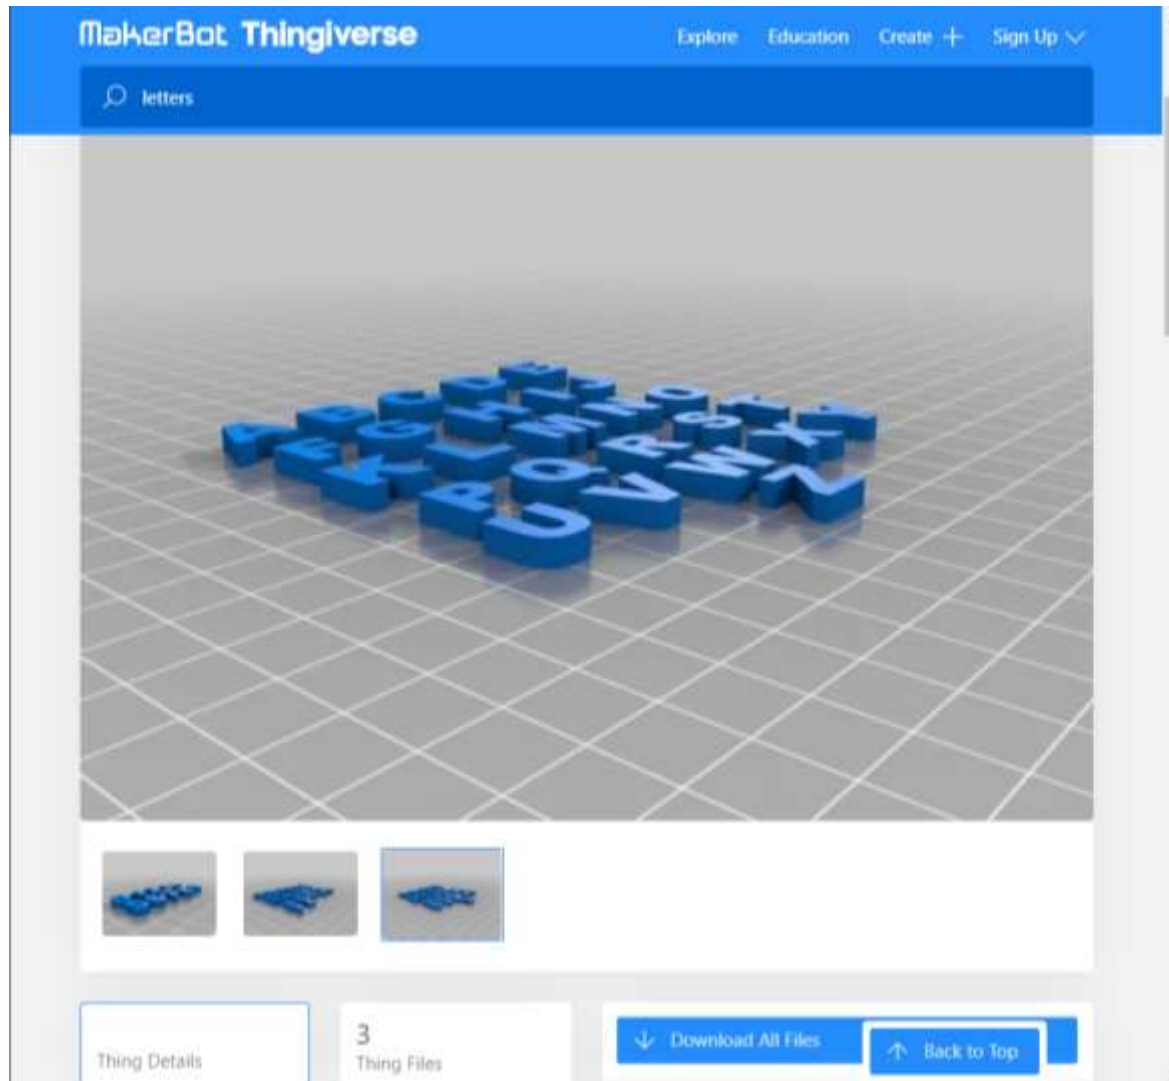 MakerBot Thingiverse Explore Education Create + Sign Up
letters
A B C D E
F G H I J
K L M N O
P Q R S T
U V W X Y
Z
Thing Details
3
Thing Files
Download All Files
Back to Top